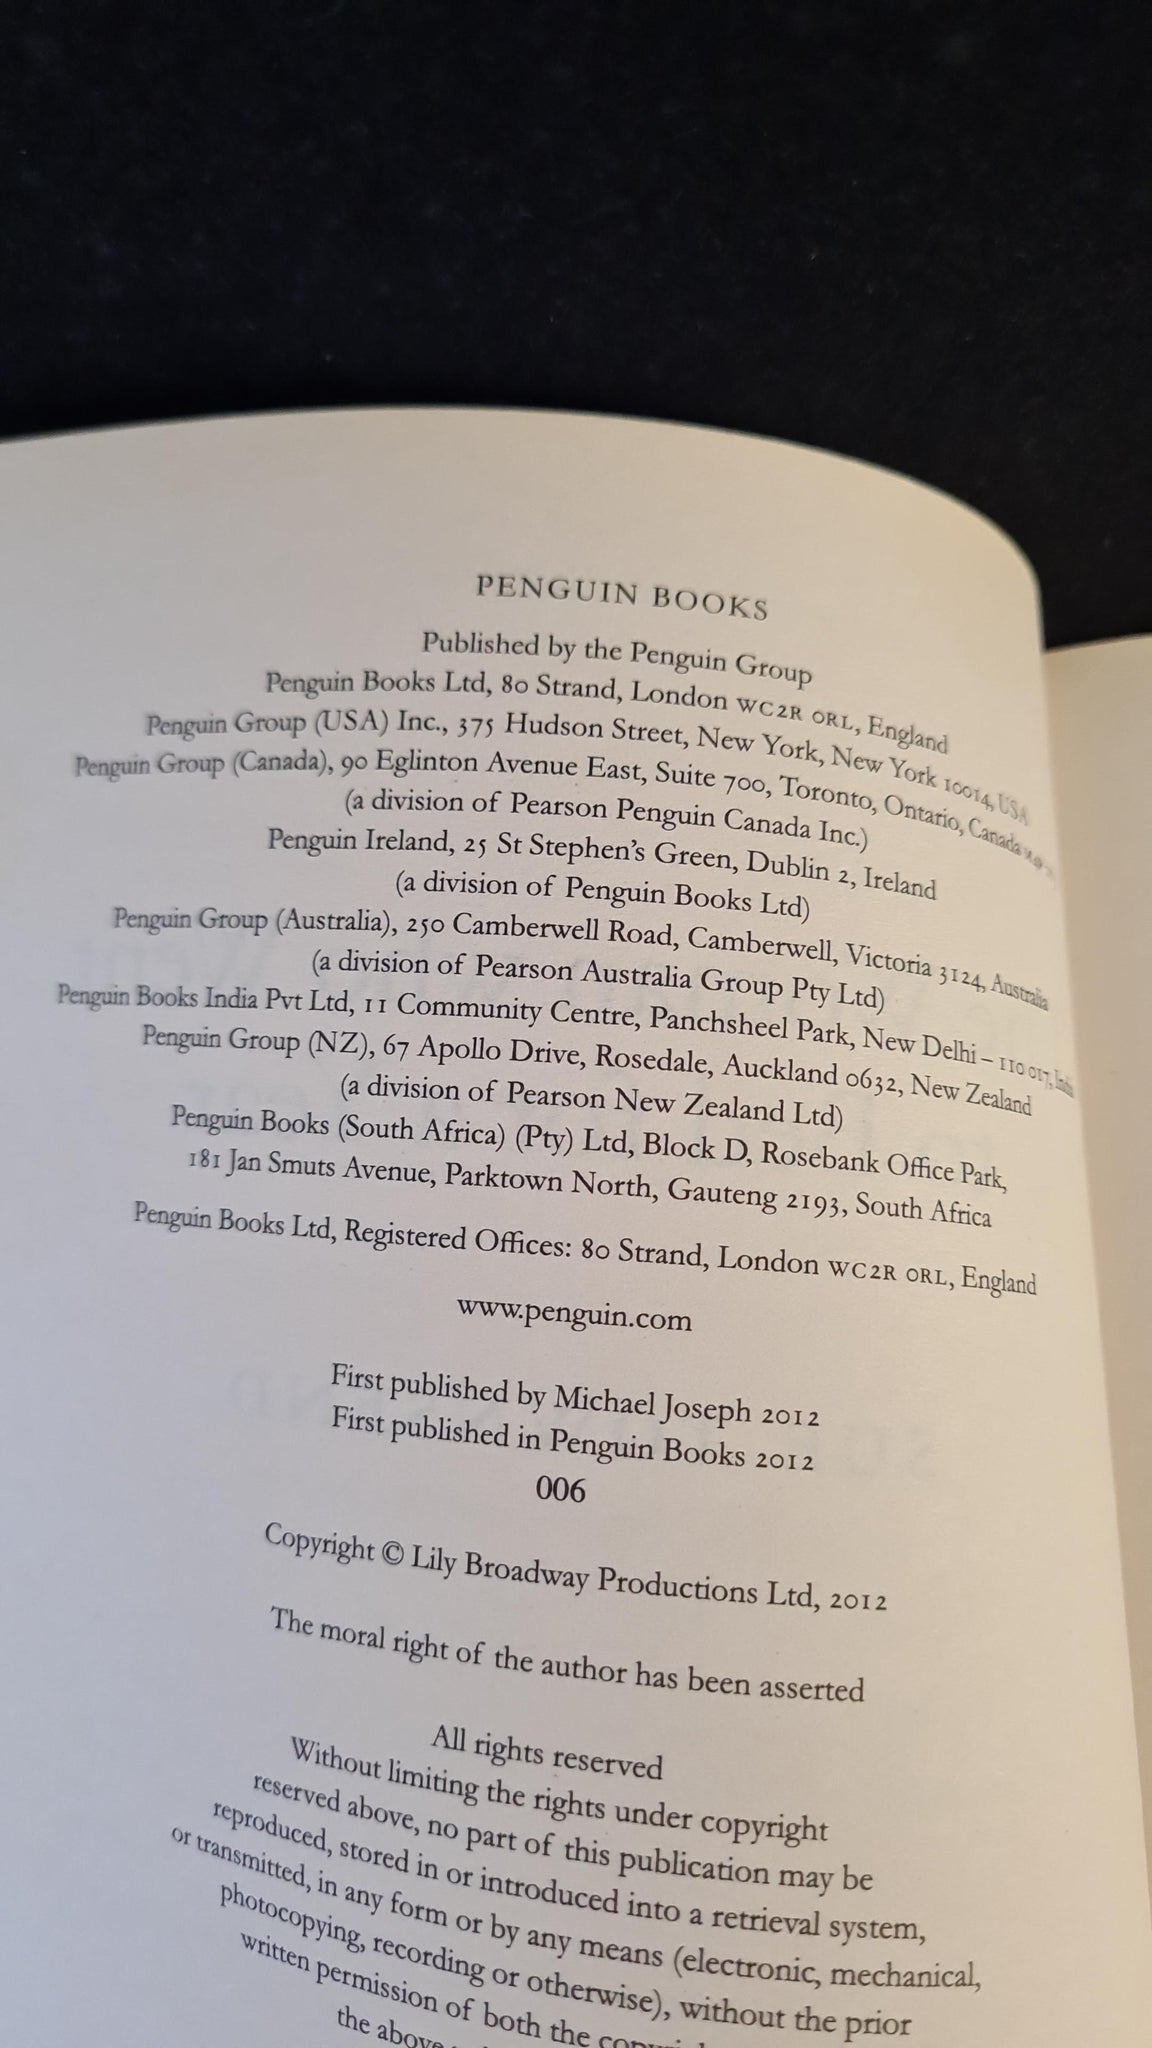 PENGUIN BOOKS
Published by the Penguin Group
Penguin Books Ltd, 80 Strand, London WC2R 0RL, England
Penguin Group (USA) Inc., 375 Hudson Street, New York, New York 10014, USA
Penguin Group (Canada), 90 Eglinton Avenue East, Suite 700, Toronto, Ontario, Canada
(a division of Pearson Penguin Canada Inc.)
Penguin Ireland, 25 St Stephen's Green, Dublin 2, Ireland
(a division of Penguin Books Ltd)
Penguin Group (Australia), 250 Camberwell Road, Camberwell, Victoria 3124, Australia
(a division of Pearson Australia Group Pty Ltd)
Penguin Books India Pvt Ltd, 11 Community Centre, Panchsheel Park, New Delhi – 110 017, India
Penguin Group (NZ), 67 Apollo Drive, Rosedale, Auckland 0632, New Zealand
(a division of Pearson New Zealand Ltd)
Penguin Books (South Africa) (Pty) Ltd, Block D, Rosebank Office Park,
181 Jan Smuts Avenue, Parktown North, Gauteng 2193, South Africa
Penguin Books Ltd, Registered Offices: 80 Strand, London WC2R 0RL, England
www.penguin.com
First published by Michael Joseph 2012
First published in Penguin Books 2012
006
Copyright © Lily Broadway Productions Ltd, 2012
The moral right of the author has been asserted
All rights reserved
Without limiting the rights under copyright
reserved above, no part of this publication may be
reproduced, stored in or introduced into a retrieval system,
or transmitted, in any form or by any means (electronic, mechanical,
photocopying, recording or otherwise), without the prior
written permission of both the
the above